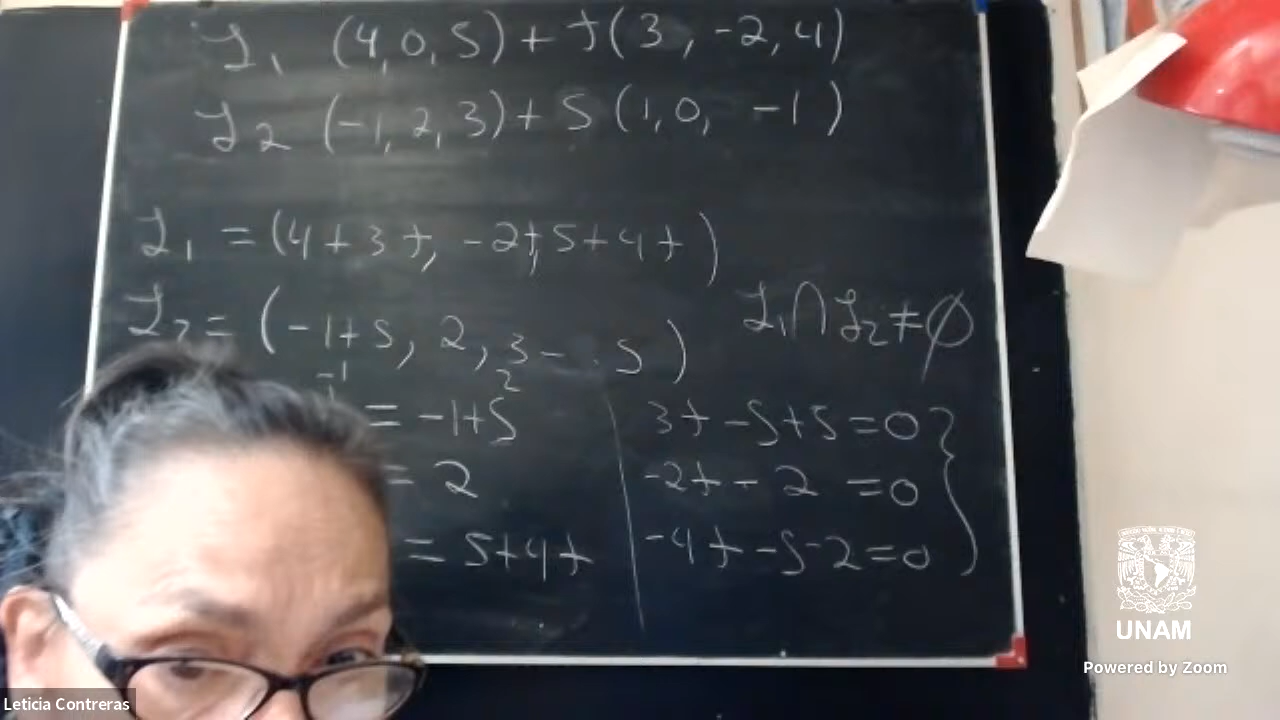 L₁ (4,0,5)+t(3,-2,4)
L₂ (-1,2,3)+s(1,0,-1)
L₁ =(4+3t,-2t,5+4t)
L₂=(-1+s,2,3-s)
L₁∩L₂≠∅
-1 2
=-1+s
=2
=5+4t
3t-s+5=0
-2t-2=0
-4t-s-2=0
UNAM
Powered by Zoom
Leticia Contreras